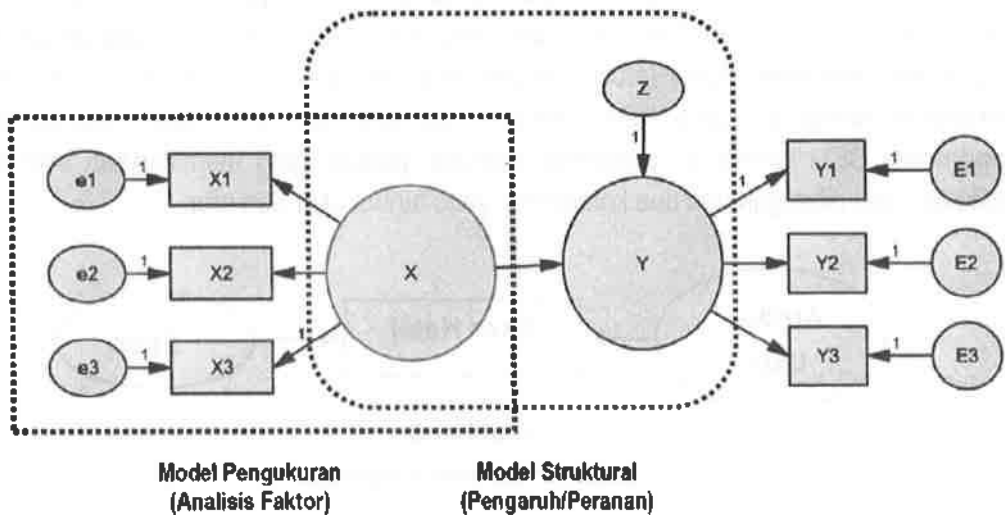 Z
1
e1
1
X1
1
Y1
1
E1
e2
1
X2
X
Y
Y2
1
E2
e3
1
X3
1
Y3
1
E3
Model Pengukuran
(Analisis Faktor)
Model Struktural
(Pengaruh/Peranan)